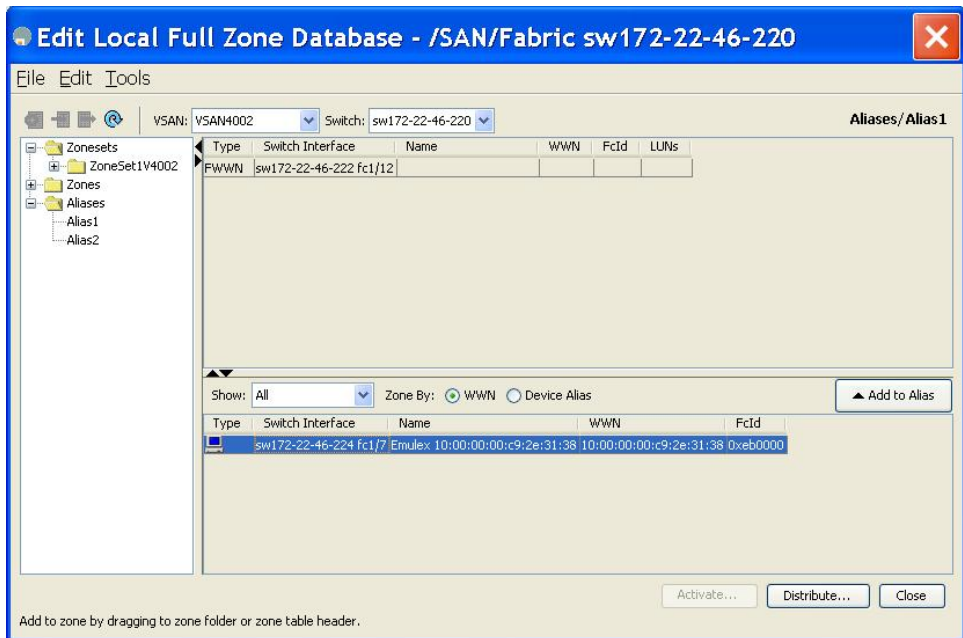 Edit Local Full Zone Database - /SAN/Fabric sw172-22-46-220
File Edit Tools
VSAN: VSAN4002 Switch: sw172-22-46-220 Aliases/Alias1
Zonesets
ZoneSet1V4002
Zones
Aliases
Alias1
Alias2
Type Switch Interface Name WWN FcId LUNs
FWWN sw172-22-46-222 fc1/12
Show: All Zone By: WWN Device Alias Add to Alias
Type Switch Interface Name WWN FcId
sw172-22-46-224 fc1/7 Emulex 10:00:00:00:c9:2e:31:38 10:00:00:00:c9:2e:31:38 0xeb0000
Activate... Distribute... Close
Add to zone by dragging to zone folder or zone table header.